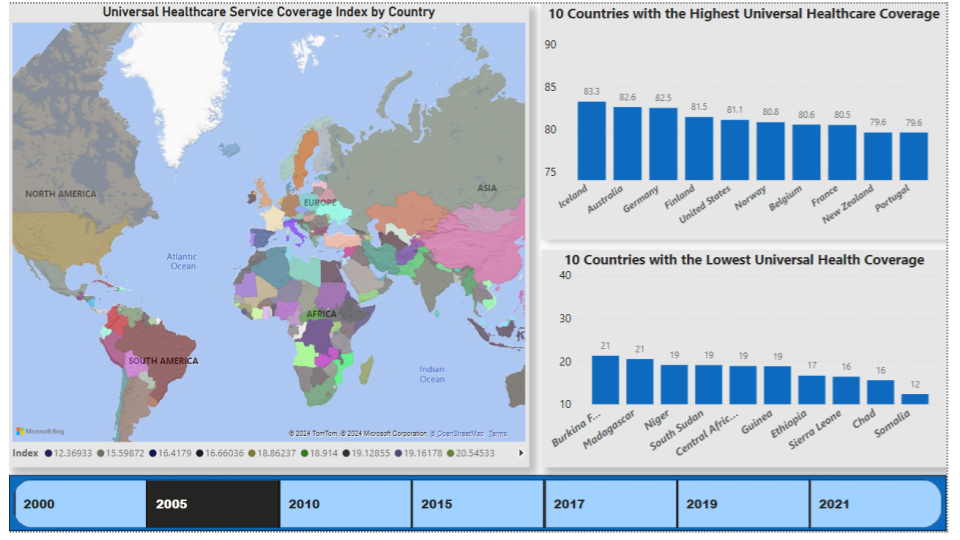 Universal Healthcare Service Coverage Index by Country
NORTH AMERICA
ASIA
EUROPE
Atlantic
Ocean
AFRICA
SOUTH AMERICA
Indian
Ocean
Microsoft Bing
© 2024 TomTom, © 2024 Microsoft Corporation, © OpenStreetMap Terms
Index 12.36933 15.59872 16.4179 16.66036 18.86237 18.914 19.12855 19.16178 20.54533
10 Countries with the Highest Universal Healthcare Coverage
90
85
80
75
83.3 82.6 82.5 81.5 81.1 80.8 80.6 80.5 79.6 79.6
Iceland
Australia
Germany
Finland
United States
Norway
Belgium
France
New Zealand
Portugal
10 Countries with the Lowest Universal Health Coverage
40
30
20
10
21 21 19 19 19 19 17 16 16 12
Burkina F...
Madagascar
Niger
South Sudan
Central Afric...
Guinea
Ethiopia
Sierra Leone
Chad
Somalia
2000 2005 2010 2015 2017 2019 2021